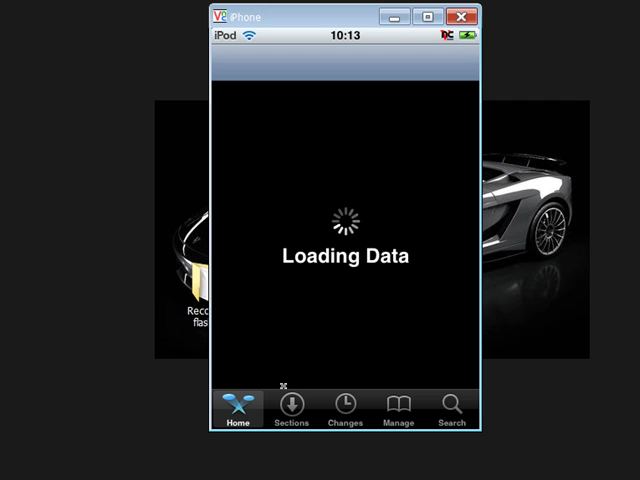 iPhone
iPod 10:13
Loading Data
Home Sections Changes Manage Search